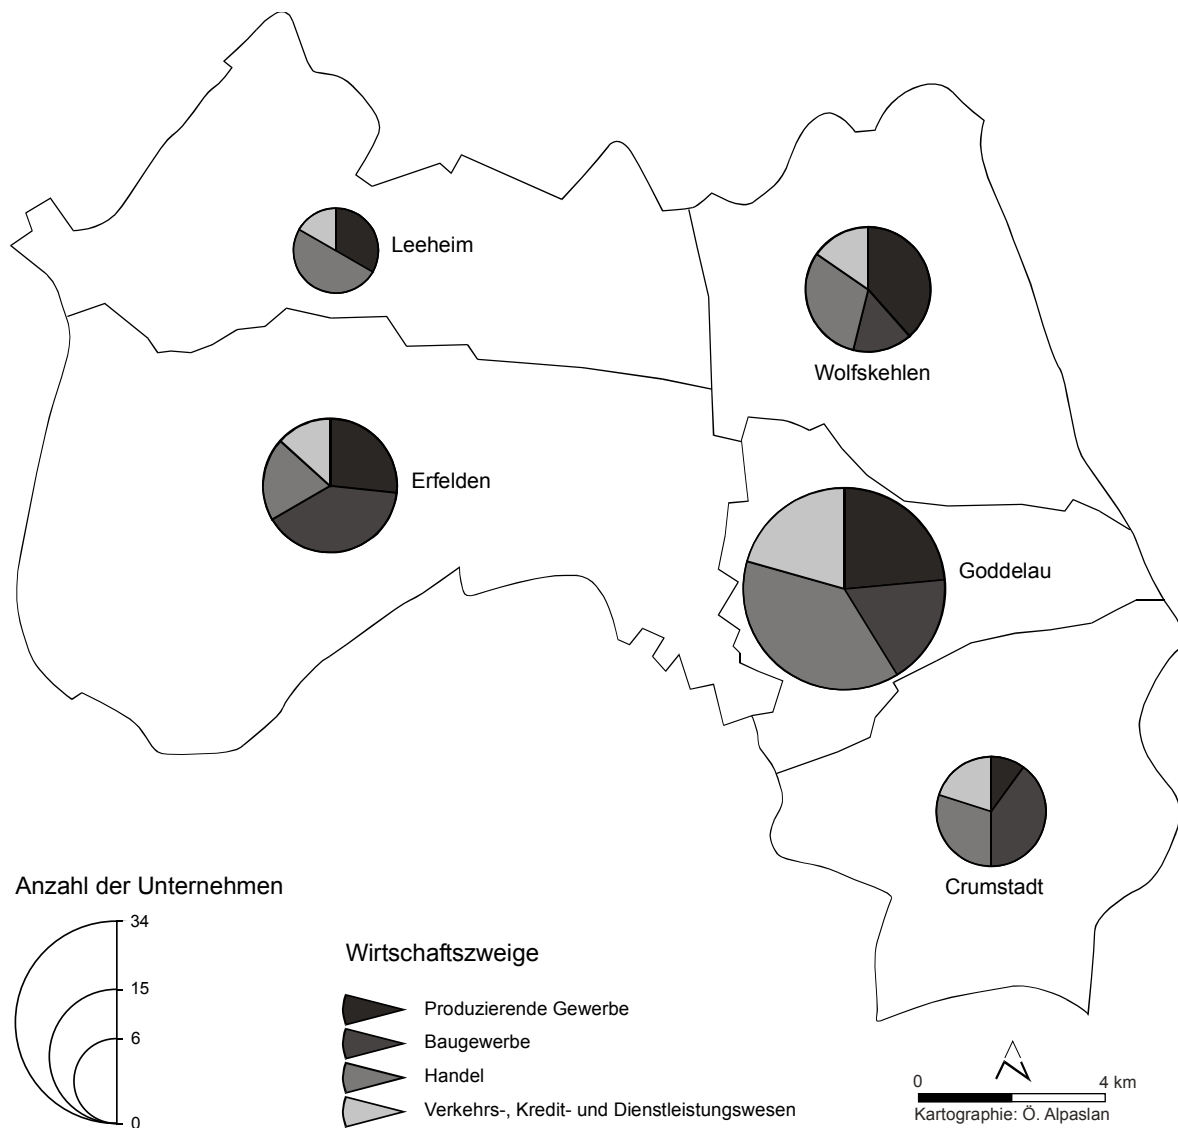 Leeheim
Wolfskehlen
Erfelden
Goddelau
Crumstadt
Anzahl der Unternehmen
34
15
6
0
Wirtschaftszweige
Produzierende Gewerbe
Baugewerbe
Handel
Verkehrs-, Kredit- und Dienstleistungswesen
0 4 km
Kartographie: Ö. Alpaslan